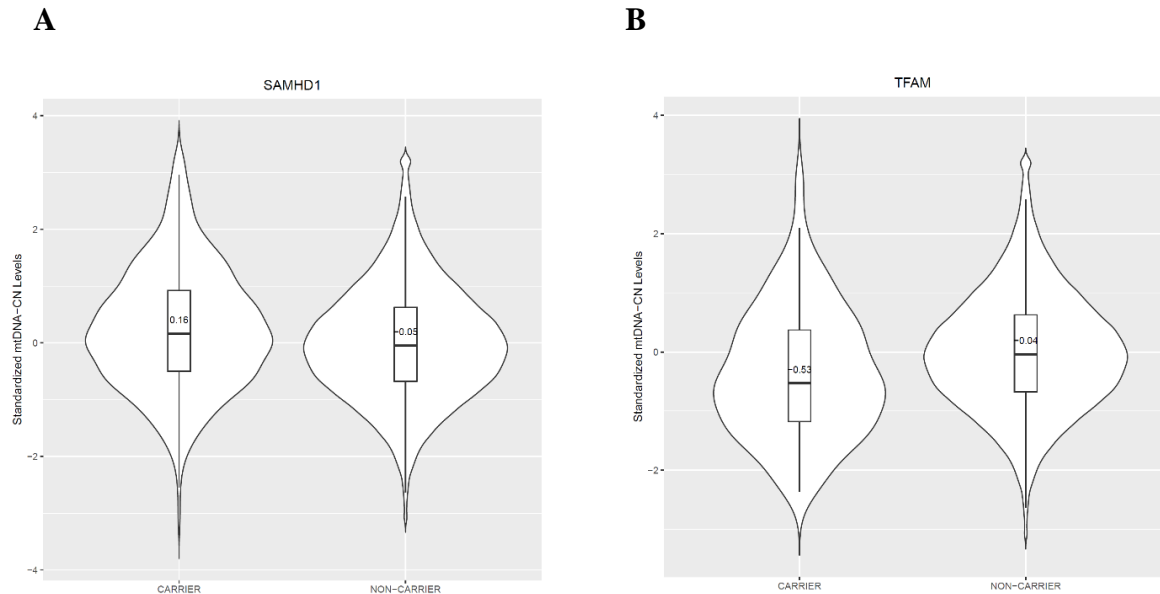 A
B
SAMHD1
TFAM
Standardized mtDNA−CN Levels
4
2
0
−2
−4
0.16
−0.05
CARRIER
NON−CARRIER
Standardized mtDNA−CN Levels
4
2
0
−2
−0.53
−0.04
CARRIER
NON−CARRIER